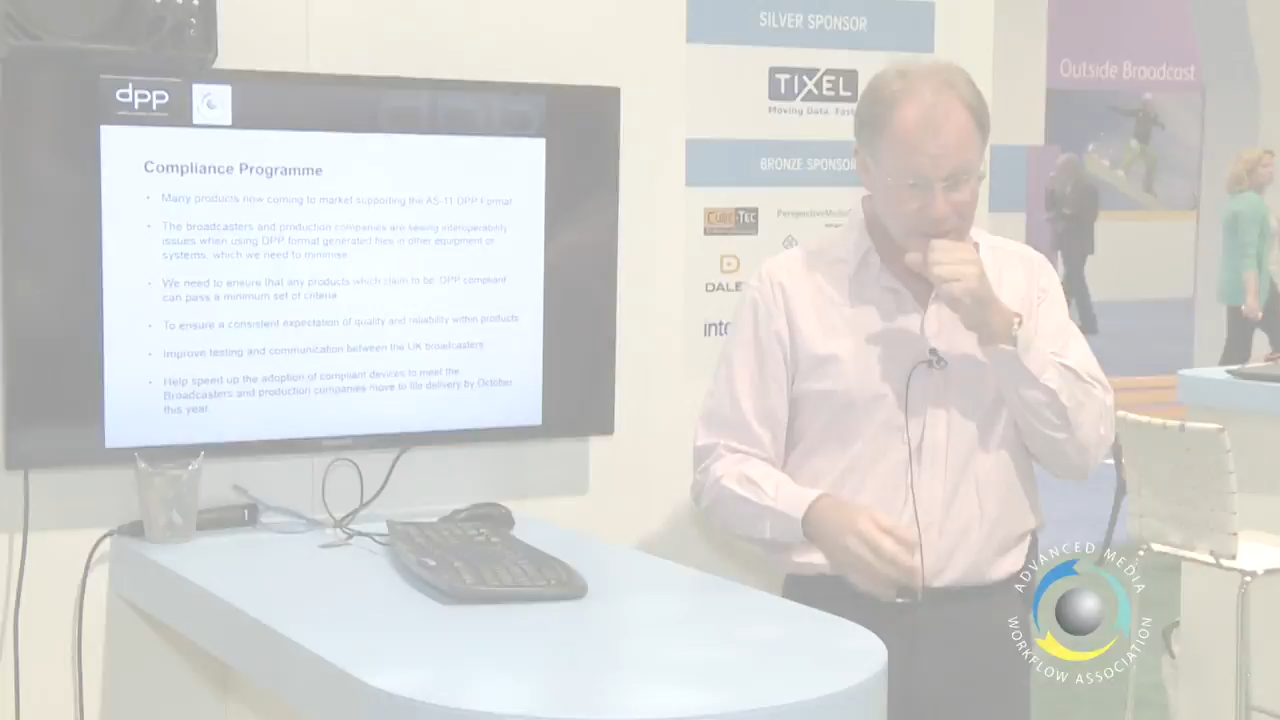 dpp
Compliance Programme
• Many products now coming to market supporting the AS-11 DPP Format
• The broadcasters and production companies are seeing interoperability
issues when using DPP format generated files in other equipment or
systems, which we need to minimise.
• We need to ensure that any products which claim to be DPP compliant
can pass a minimum set of criteria
• To ensure a consistent expectation of quality and reliability within products
• Improve testing and communication between the UK broadcasters
• Help speed up the adoption of compliant devices to meet the
Broadcasters and production companies move to file delivery by October
this year.
SILVER SPONSOR
TIXEL
Moving Data. Fast
BRONZE SPONSOR
CUBE-TEC
PerspectiveMedia
DALE
inte
Outside Broadcast
ADVANCED MEDIA
WORKFLOW ASSOCIATION